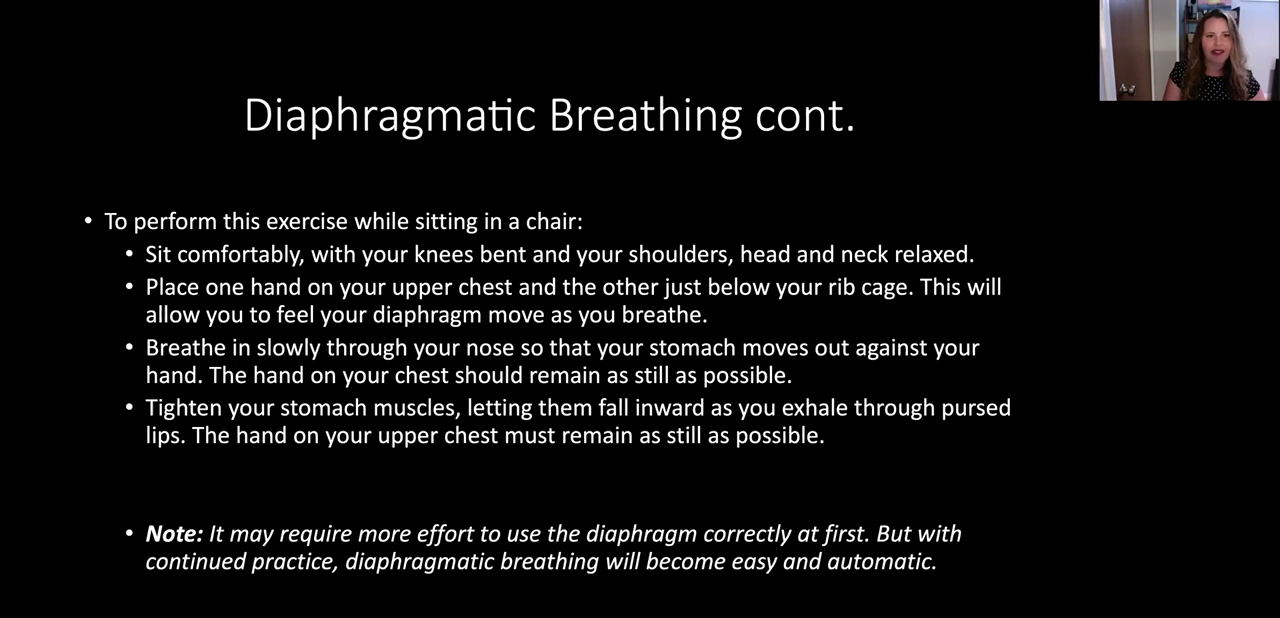 Diaphragmatic Breathing cont.
• To perform this exercise while sitting in a chair:
• Sit comfortably, with your knees bent and your shoulders, head and neck relaxed.
• Place one hand on your upper chest and the other just below your rib cage. This will
allow you to feel your diaphragm move as you breathe.
• Breathe in slowly through your nose so that your stomach moves out against your
hand. The hand on your chest should remain as still as possible.
• Tighten your stomach muscles, letting them fall inward as you exhale through pursed
lips. The hand on your upper chest must remain as still as possible.
• Note: It may require more effort to use the diaphragm correctly at first. But with
continued practice, diaphragmatic breathing will become easy and automatic.